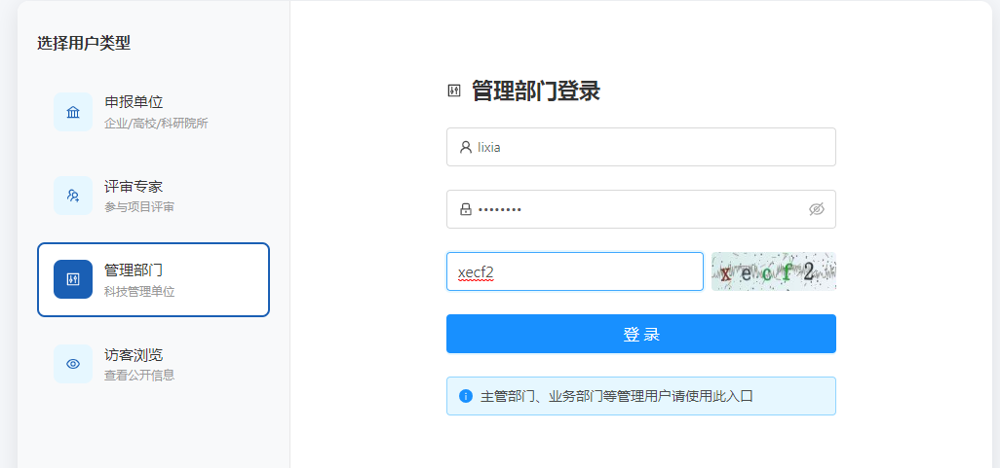 选择用户类型
申报单位
企业/高校/科研院所
评审专家
参与项目评审
管理部门
科技管理单位
访客浏览
查看公开信息
管理部门登录
lixia
••••••••
xecf2
xecf2
登 录
主管部门、业务部门等管理用户请使用此入口